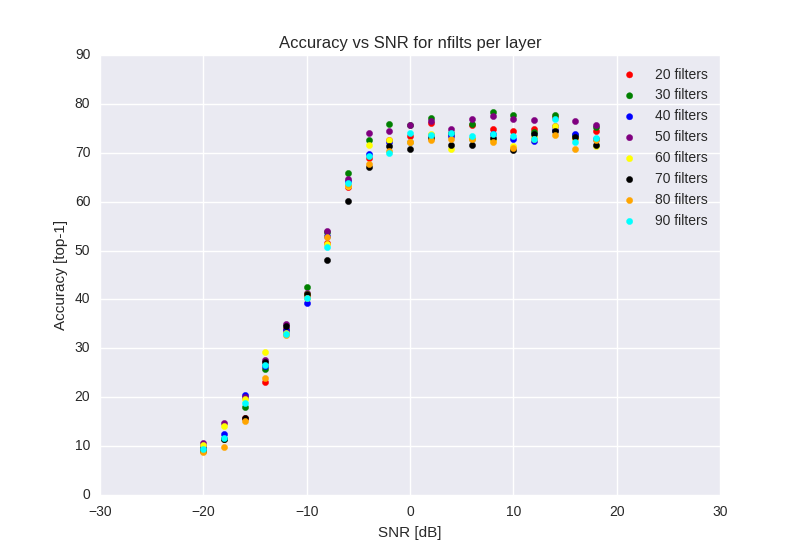 Accuracy vs SNR for nfilts per layer
90
80
70
60
50
40
30
20
10
0
Accuracy [top-1]
20 filters
30 filters
40 filters
50 filters
60 filters
70 filters
80 filters
90 filters
−30 −20 −10 0 10 20 30
SNR [dB]